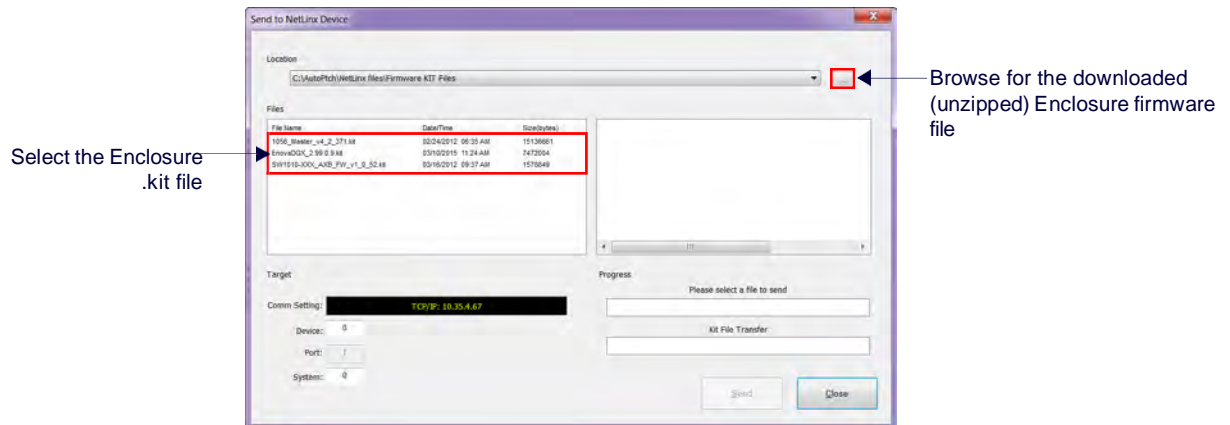 Send to NetLinx Device
Location
C:\AutoPtch\NetLinx files\Firmware KIT Files
...
Browse for the downloaded
(unzipped) Enclosure firmware
file
Files
File Name Date/Time Size(bytes)
1056_Master_v4_2_371.kit 02/24/2012 06:35 AM 15136661
EnovaDGX_2.99.0.9.kit 03/10/2015 11:24 AM 7472004
SW1010-XXX_AXB_FW_v1_0_52.kit 03/16/2012 09:37 AM 1578849
Select the Enclosure
.kit file
Target
Progress
Please select a file to send
Comm Setting: TCP/IP: 10.35.4.67
Kit File Transfer
Device: 0
Port: 1
System: 0
Send
Close